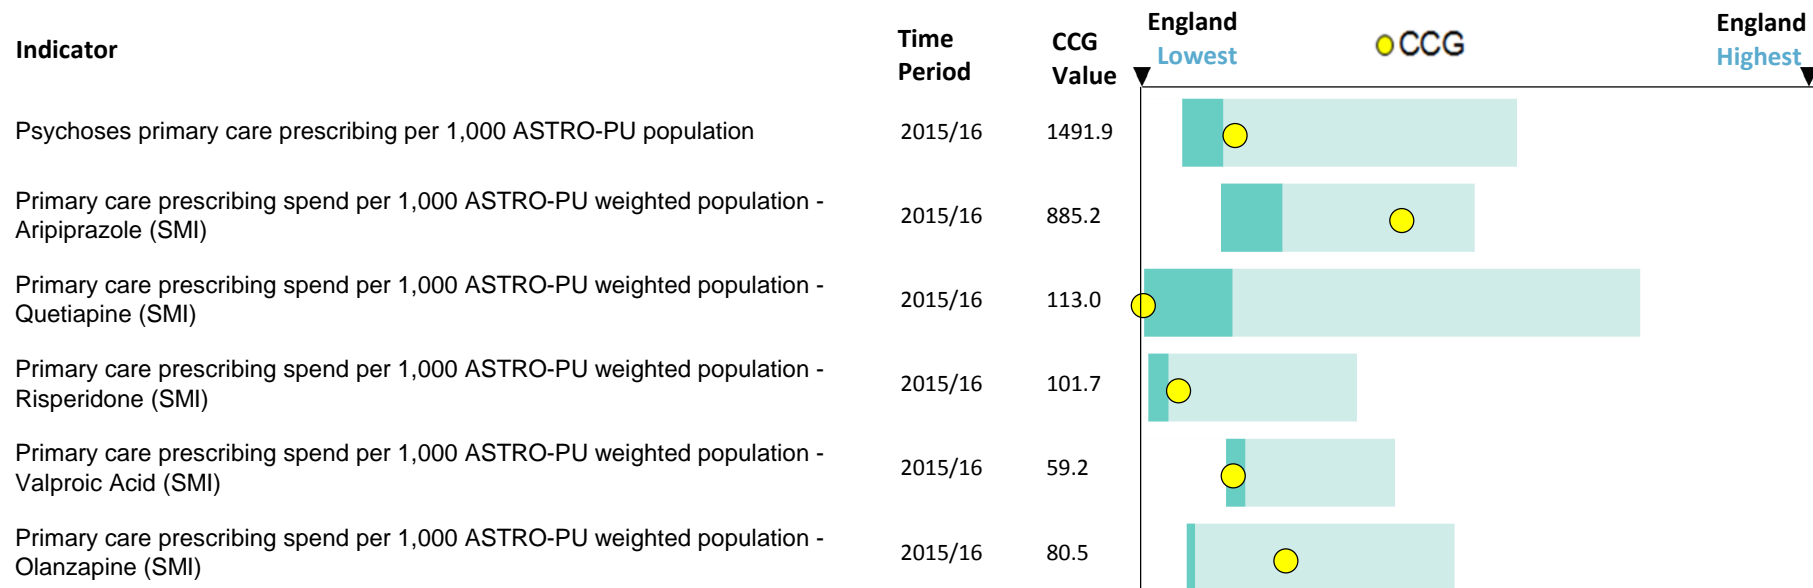 Indicator
Time
Period
CCG
Value
England
Lowest
CCG
England
Highest
Psychoses primary care prescribing per 1,000 ASTRO-PU population
2015/16
1491.9
Primary care prescribing spend per 1,000 ASTRO-PU weighted population -
Aripiprazole (SMI)
2015/16
885.2
Primary care prescribing spend per 1,000 ASTRO-PU weighted population -
Quetiapine (SMI)
2015/16
113.0
Primary care prescribing spend per 1,000 ASTRO-PU weighted population -
Risperidone (SMI)
2015/16
101.7
Primary care prescribing spend per 1,000 ASTRO-PU weighted population -
Valproic Acid (SMI)
2015/16
59.2
Primary care prescribing spend per 1,000 ASTRO-PU weighted population -
Olanzapine (SMI)
2015/16
80.5